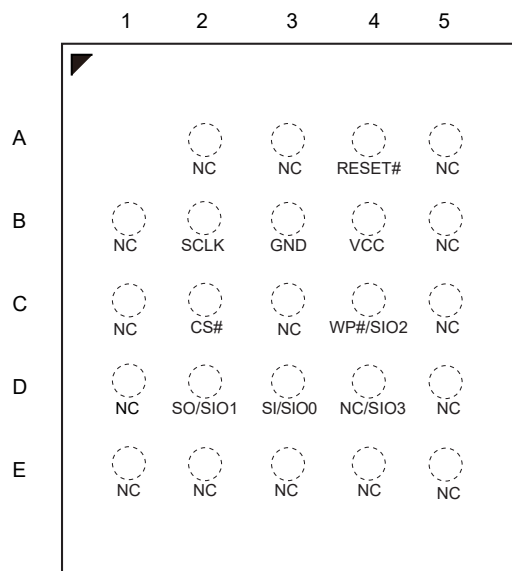 1 2 3 4 5
A
NC NC RESET# NC
B
NC SCLK GND VCC NC
C
NC CS# NC WP#/SIO2 NC
D
NC SO/SIO1 SI/SIO0 NC/SIO3 NC
E
NC NC NC NC NC